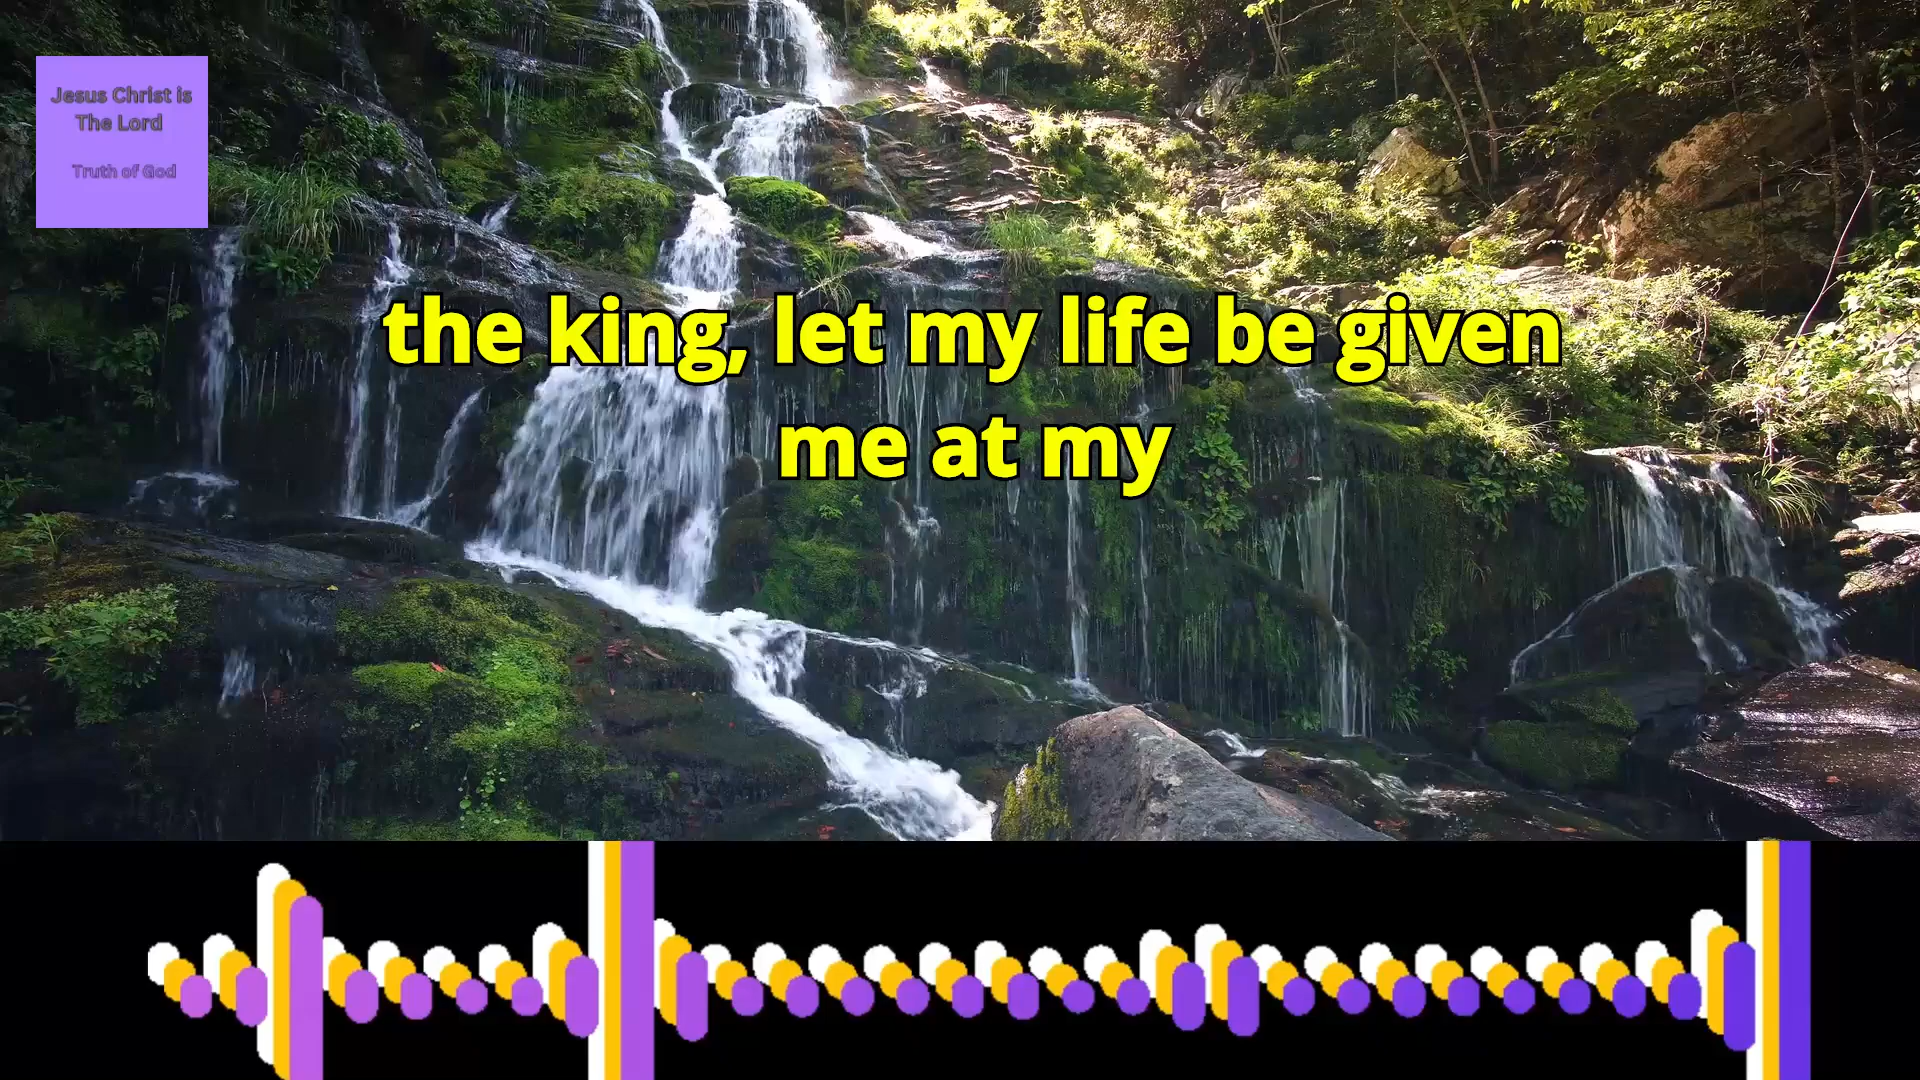 Jesus Christ is
The Lord
Truth of God
the king, let my life be given
me at my